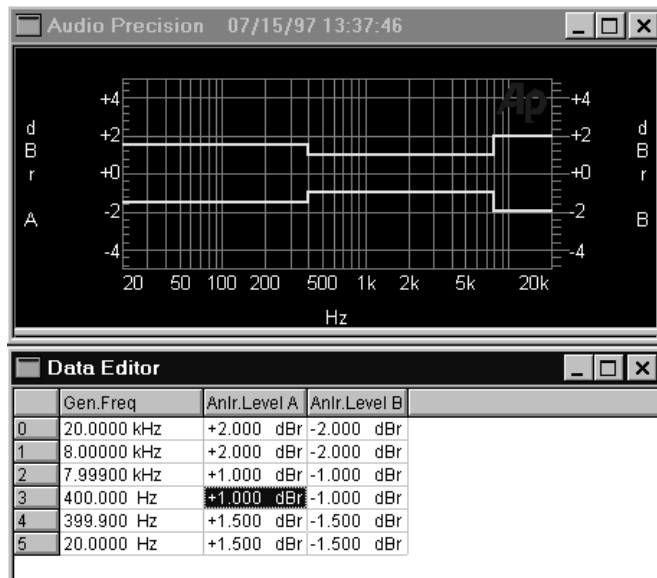 Audio Precision 07/15/97 13:37:46
Ap
+4 +4
+2 +2
+0 +0
-2 -2
-4 -4
dBr A
dBr B
20 50 100 200 500 1k 2k 5k 20k
Hz
Data Editor
Gen.Freq Anlr.Level A Anlr.Level B
0 20.0000 kHz +2.000 dBr -2.000 dBr
1 8.00000 kHz +2.000 dBr -2.000 dBr
2 7.99900 kHz +1.000 dBr -1.000 dBr
3 400.000 Hz +1.000 dBr -1.000 dBr
4 399.900 Hz +1.500 dBr -1.500 dBr
5 20.0000 Hz +1.500 dBr -1.500 dBr